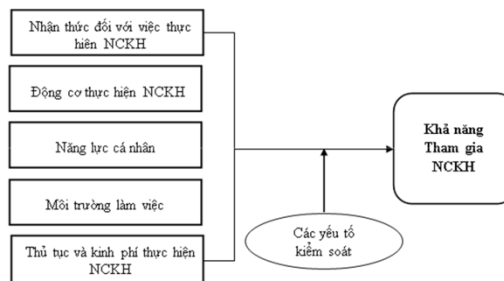 Nhận thức đối với việc thực
hiên NCKH
Động cơ thực hiện NCKH
Năng lực cá nhân
Môi trường làm việc
Thủ tục và kinh phí thực hiện
NCKH
Các yếu tố
kiểm soát
Khả năng
Tham gia
NCKH